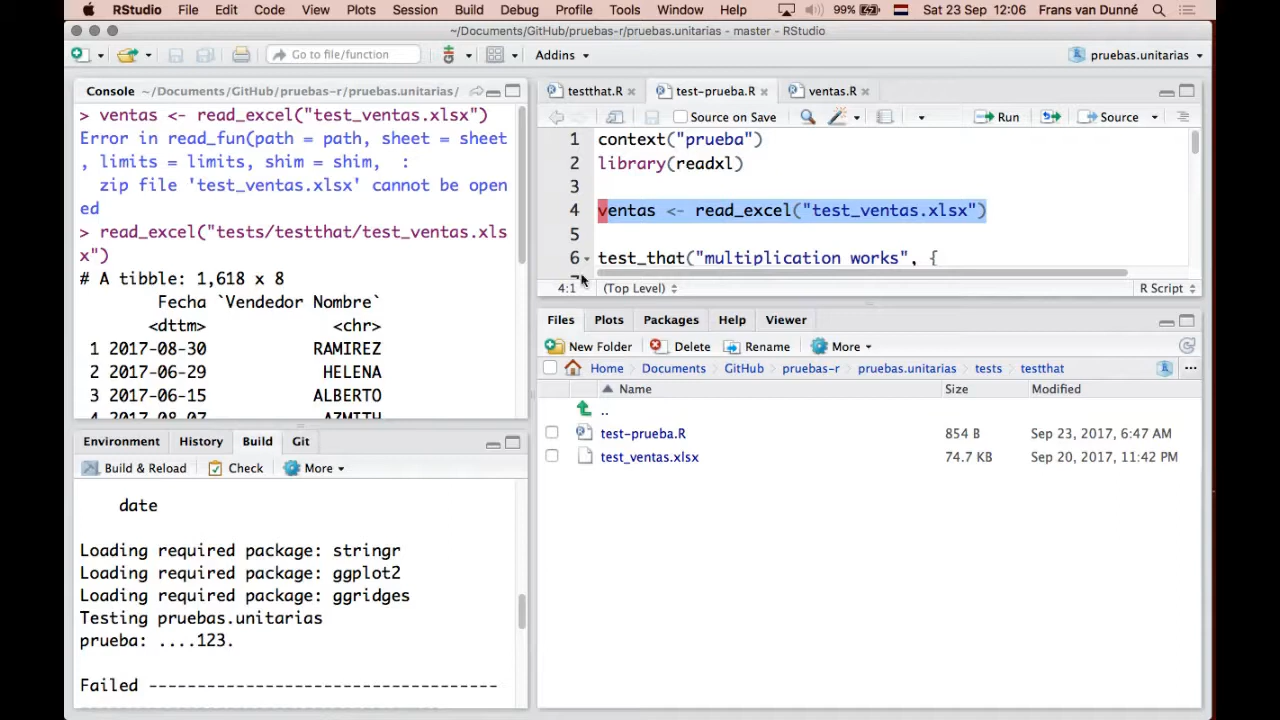 RStudio File Edit Code View Plots Session Build Debug Profile Tools Window Help 99% Sat 23 Sep 12:06 Frans van Dunné
~/Documents/GitHub/pruebas-r/pruebas.unitarias - master - RStudio
Go to file/function Addins pruebas.unitarias
Console ~/Documents/GitHub/pruebas-r/pruebas.unitarias/
> ventas <- read_excel("test_ventas.xlsx")
Error in read_fun(path = path, sheet = sheet
, limits = limits, shim = shim, :
zip file 'test_ventas.xlsx' cannot be open
ed
> read_excel("tests/testthat/test_ventas.xls
x")
# A tibble: 1,618 x 8
Fecha `Vendedor Nombre`
<dttm> <chr>
1 2017-08-30 RAMIREZ
2 2017-06-29 HELENA
3 2017-06-15 ALBERTO
4 2017-08-07 AZMITH
testthat.R test-prueba.R ventas.R
Source on Save Run Source
1 context("prueba")
2 library(readxl)
3
4 ventas <- read_excel("test_ventas.xlsx")
5
6 test_that("multiplication works", {
4:1 (Top Level) R Script
Environment History Build Git
Build & Reload Check More
date
Loading required package: stringr
Loading required package: ggplot2
Loading required package: ggridges
Testing pruebas.unitarias
prueba: ....123.
Failed ------------------------------------
Files Plots Packages Help Viewer
New Folder Delete Rename More
Home Documents GitHub pruebas-r pruebas.unitarias tests testthat
Name Size Modified
..
test-prueba.R 854 B Sep 23, 2017, 6:47 AM
test_ventas.xlsx 74.7 KB Sep 20, 2017, 11:42 PM